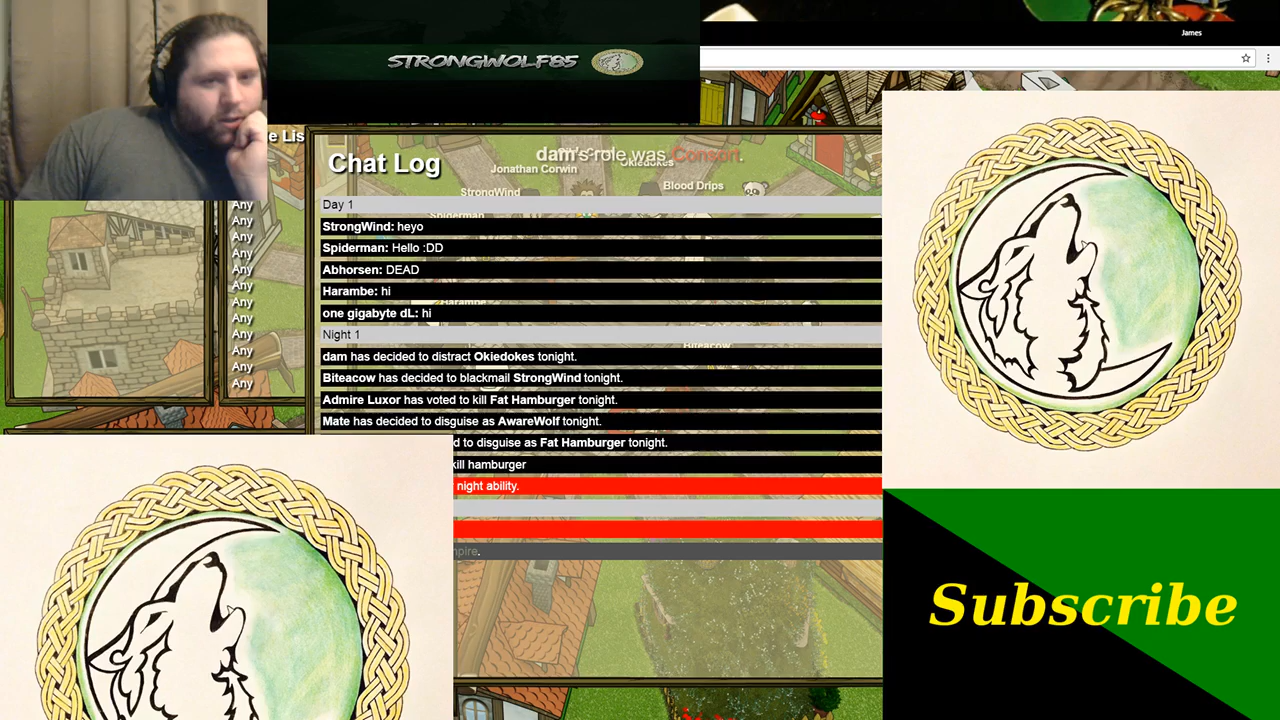 James
STRONGWOLF85
e Lis
Chat Log
dam's role was Consort.
Okiedokes
Jonathan Corwin
Blood Drips
StrongWind
Spiderman
Any
Any
Any
Any
Any
Any
Any
Any
Any
Any
Any
Any
Day 1
StrongWind: heyo
Spiderman: Hello :DD
Abhorsen: DEAD
Harambe: hi
one gigabyte dL: hi
Night 1
dam has decided to distract Okiedokes tonight.
Biteacow has decided to blackmail StrongWind tonight.
Admire Luxor has voted to kill Fat Hamburger tonight.
Mate has decided to disguise as AwareWolf tonight.
d to disguise as Fat Hamburger tonight.
kill hamburger
night ability.
mpire.
Harambe
Biteacow
Subscribe